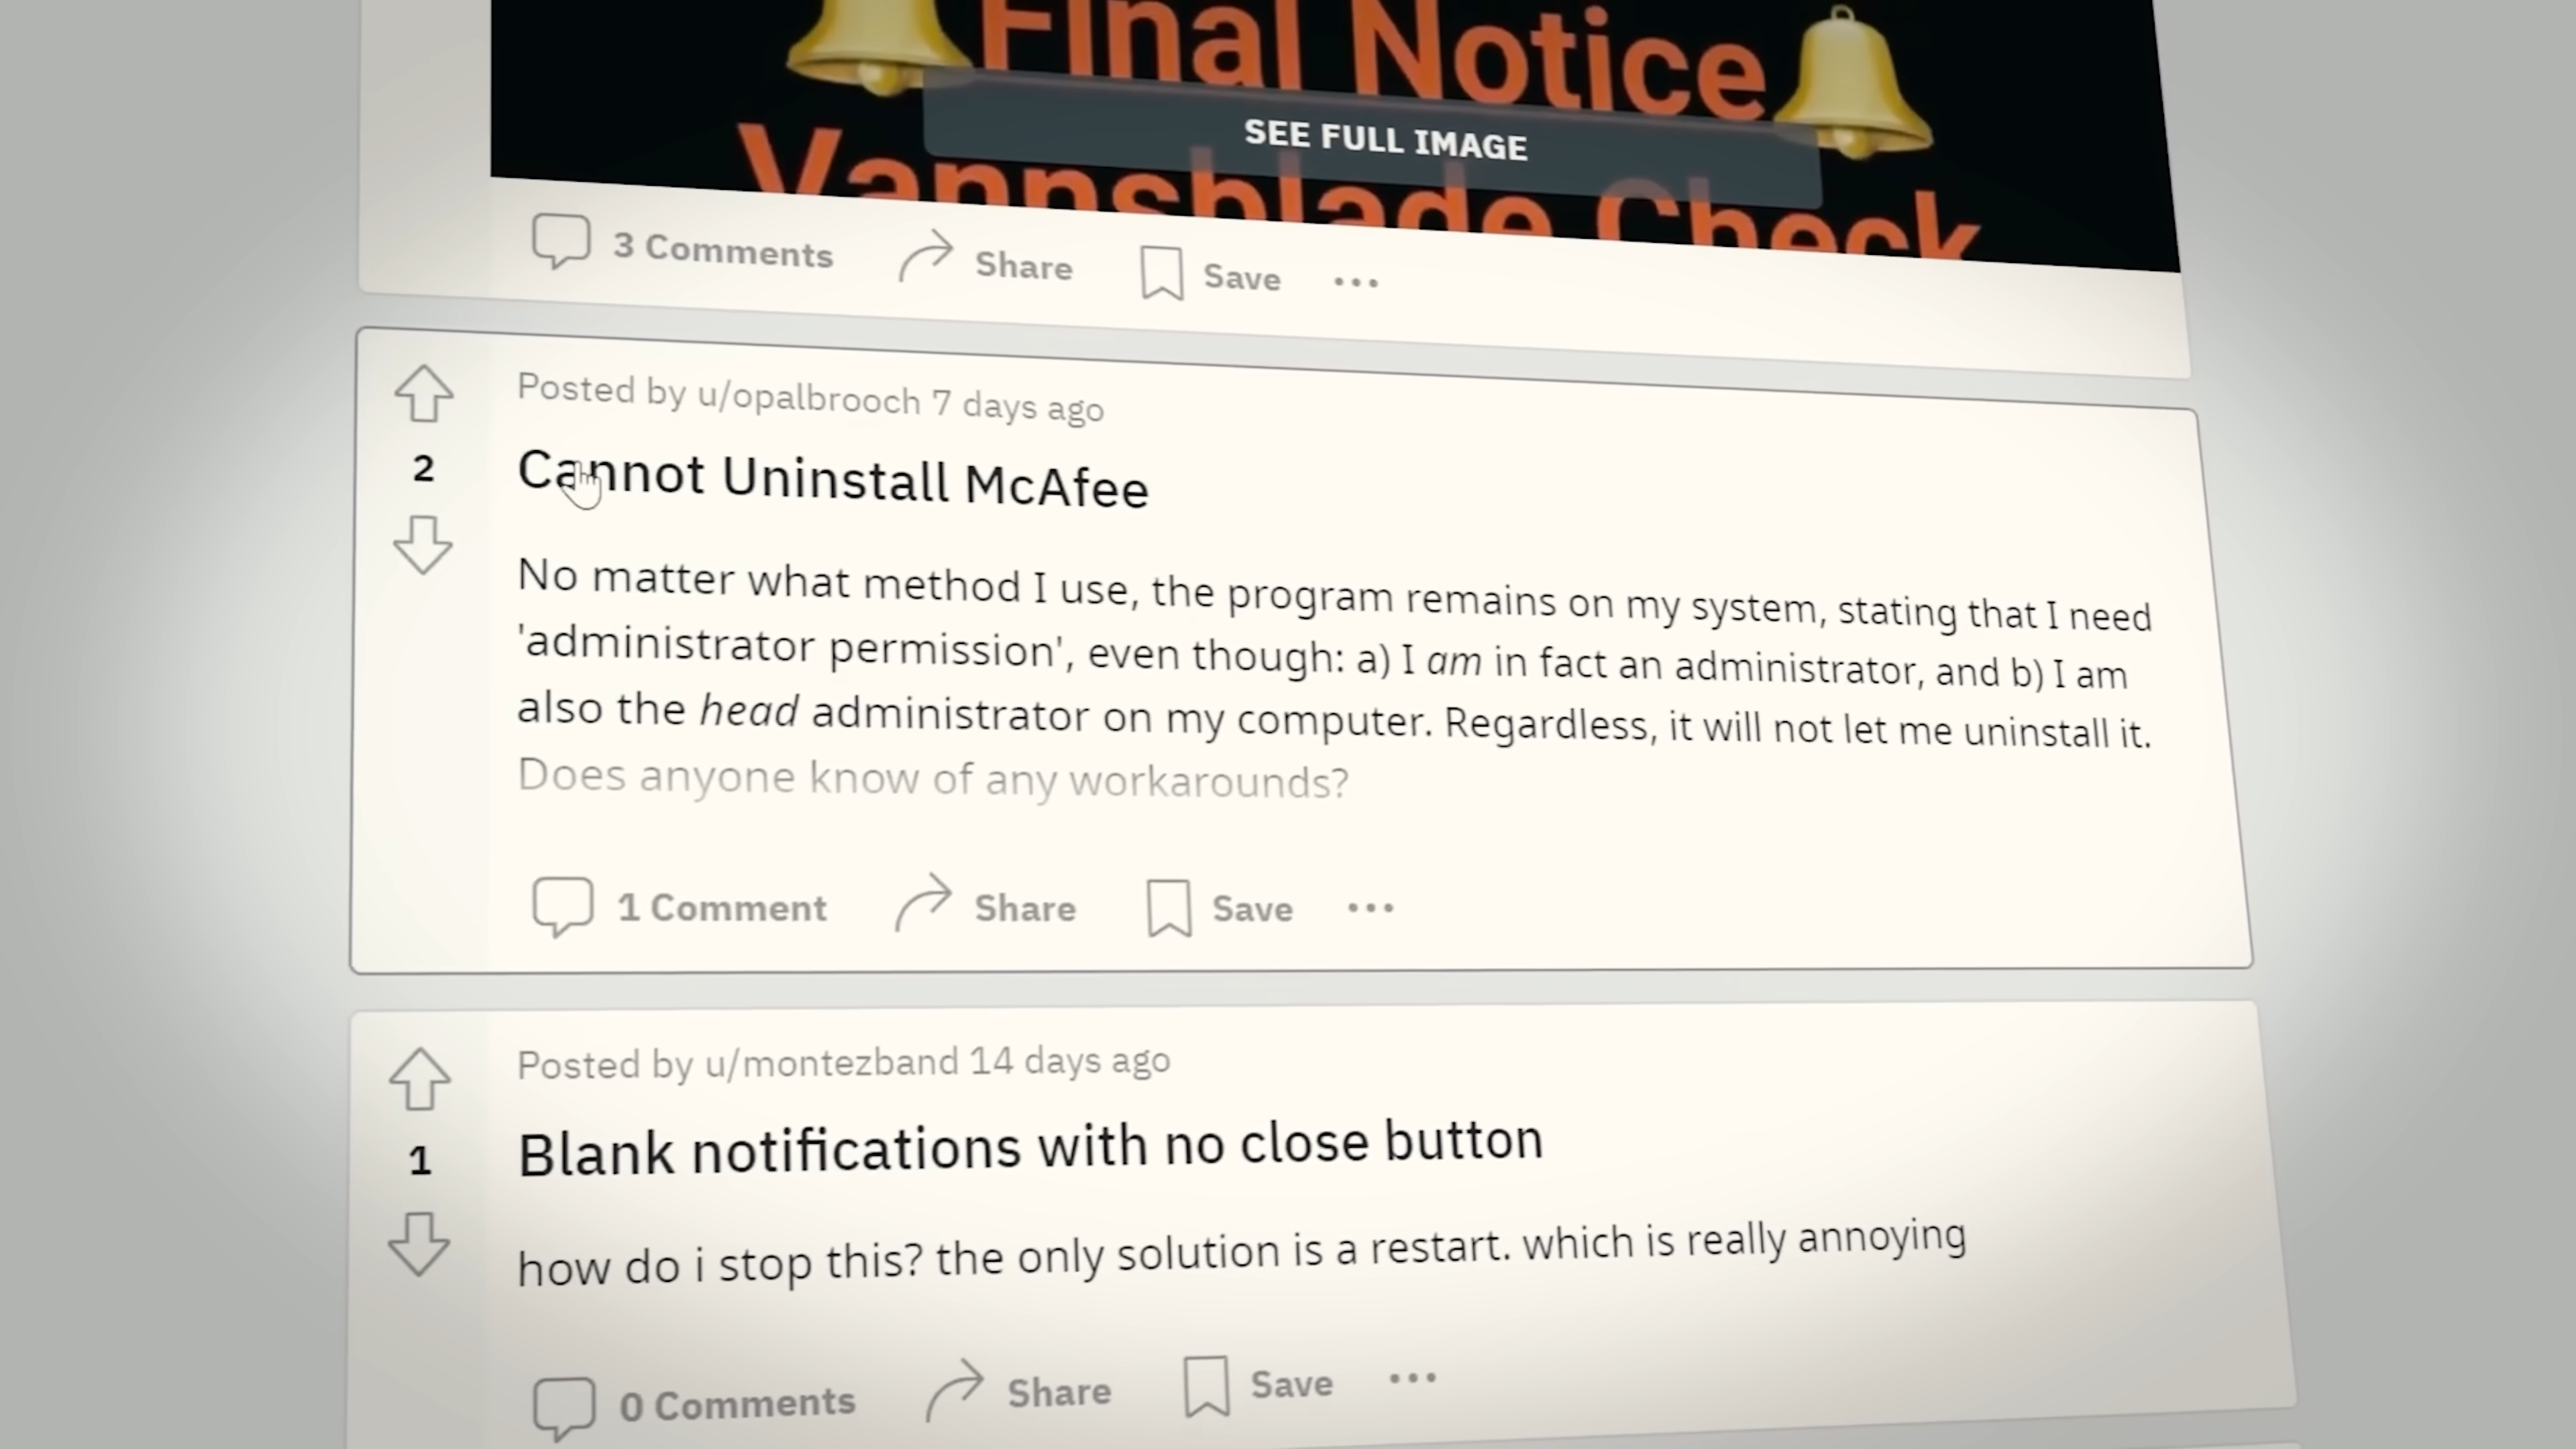 Final Notice
SEE FULL IMAGE
Vannsblade Check
3 Comments Share Save
Posted by u/opalbrooch 7 days ago
2
Cannot Uninstall McAfee
No matter what method I use, the program remains on my system, stating that I need
'administrator permission', even though: a) I am in fact an administrator, and b) I am
also the head administrator on my computer. Regardless, it will not let me uninstall it.
Does anyone know of any workarounds?
1 Comment Share Save
Posted by u/montezband 14 days ago
1
Blank notifications with no close button
how do i stop this? the only solution is a restart. which is really annoying
0 Comments Share Save